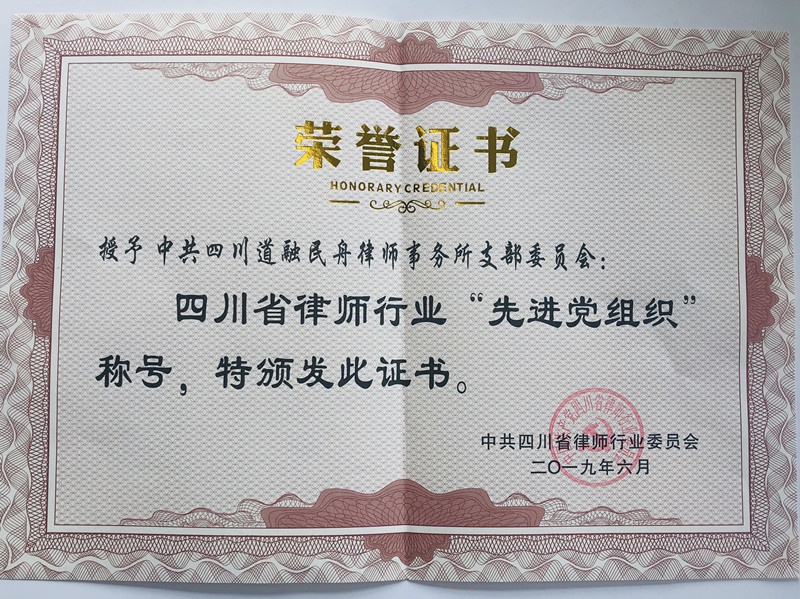 荣誉证书
HONORARY CREDENTIAL
授予 中共四川道融民舟律师事务所支部委员会：
四川省律师行业“先进党组织”
称号，特颁发此证书。
中共四川省律师行业委员会
二〇一九年六月